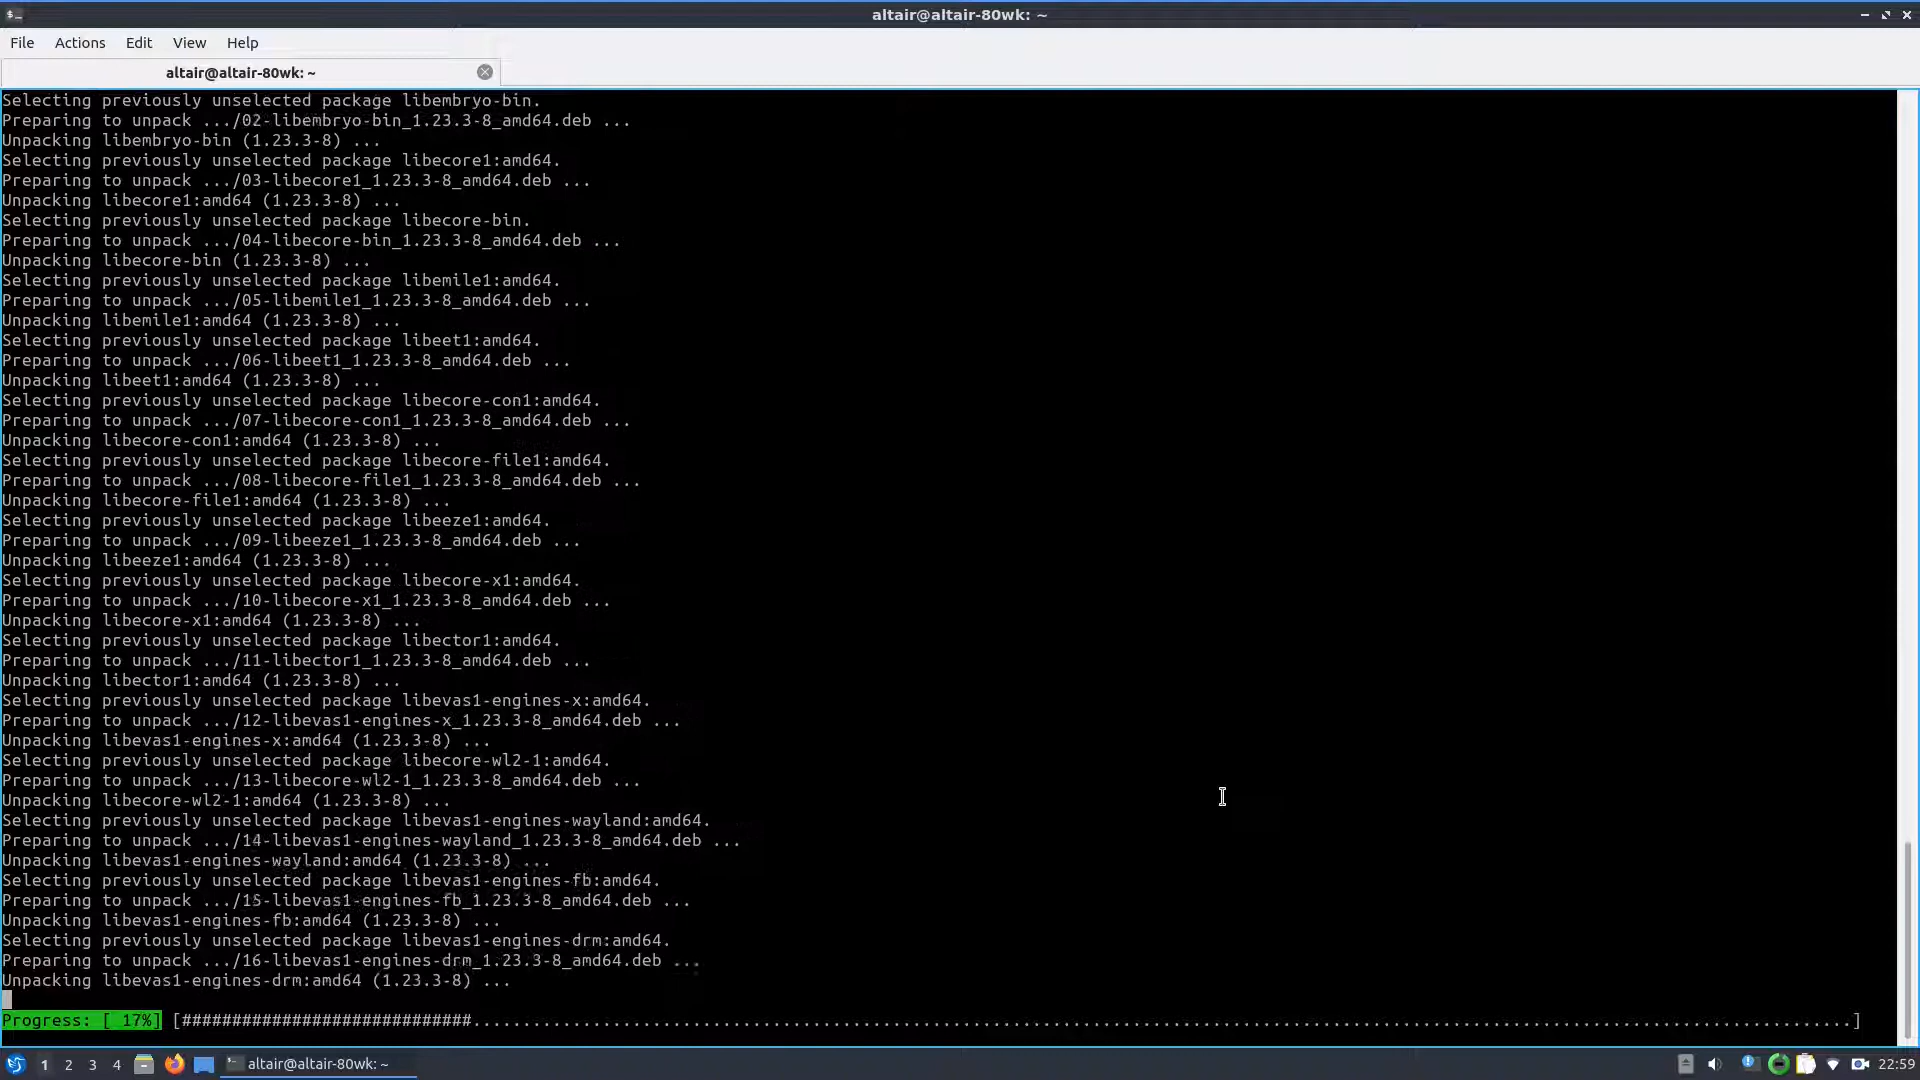 altair@altair-80wk: ~
File Actions Edit View Help
altair@altair-80wk: ~
Selecting previously unselected package libembryo-bin.
Preparing to unpack .../02-libembryo-bin_1.23.3-8_amd64.deb ...
Unpacking libembryo-bin (1.23.3-8) ...
Selecting previously unselected package libecore1:amd64.
Preparing to unpack .../03-libecore1_1.23.3-8_amd64.deb ...
Unpacking libecore1:amd64 (1.23.3-8) ...
Selecting previously unselected package libecore-bin.
Preparing to unpack .../04-libecore-bin_1.23.3-8_amd64.deb ...
Unpacking libecore-bin (1.23.3-8) ...
Selecting previously unselected package libemile1:amd64.
Preparing to unpack .../05-libemile1_1.23.3-8_amd64.deb ...
Unpacking libemile1:amd64 (1.23.3-8) ...
Selecting previously unselected package libeet1:amd64.
Preparing to unpack .../06-libeet1_1.23.3-8_amd64.deb ...
Unpacking libeet1:amd64 (1.23.3-8) ...
Selecting previously unselected package libecore-con1:amd64.
Preparing to unpack .../07-libecore-con1_1.23.3-8_amd64.deb ...
Unpacking libecore-con1:amd64 (1.23.3-8) ...
Selecting previously unselected package libecore-file1:amd64.
Preparing to unpack .../08-libecore-file1_1.23.3-8_amd64.deb ...
Unpacking libecore-file1:amd64 (1.23.3-8) ...
Selecting previously unselected package libeeze1:amd64.
Preparing to unpack .../09-libeeze1_1.23.3-8_amd64.deb ...
Unpacking libeeze1:amd64 (1.23.3-8) ...
Selecting previously unselected package libecore-x1:amd64.
Preparing to unpack .../10-libecore-x1_1.23.3-8_amd64.deb ...
Unpacking libecore-x1:amd64 (1.23.3-8) ...
Selecting previously unselected package libector1:amd64.
Preparing to unpack .../11-libector1_1.23.3-8_amd64.deb ...
Unpacking libector1:amd64 (1.23.3-8) ...
Selecting previously unselected package libevas1-engines-x:amd64.
Preparing to unpack .../12-libevas1-engines-x_1.23.3-8_amd64.deb ...
Unpacking libevas1-engines-x:amd64 (1.23.3-8) ...
Selecting previously unselected package libecore-wl2-1:amd64.
Preparing to unpack .../13-libecore-wl2-1_1.23.3-8_amd64.deb ...
Unpacking libecore-wl2-1:amd64 (1.23.3-8) ...
Selecting previously unselected package libevas1-engines-wayland:amd64.
Preparing to unpack .../14-libevas1-engines-wayland_1.23.3-8_amd64.deb ...
Unpacking libevas1-engines-wayland:amd64 (1.23.3-8) ...
Selecting previously unselected package libevas1-engines-fb:amd64.
Preparing to unpack .../15-libevas1-engines-fb_1.23.3-8_amd64.deb ...
Unpacking libevas1-engines-fb:amd64 (1.23.3-8) ...
Selecting previously unselected package libevas1-engines-drm:amd64.
Preparing to unpack .../16-libevas1-engines-drm_1.23.3-8_amd64.deb ...
Unpacking libevas1-engines-drm:amd64 (1.23.3-8) ...
Progress: [ 17%] [#############################..........................................................................................................................................]
1 2 3 4 altair@altair-80wk: ~ 22:59